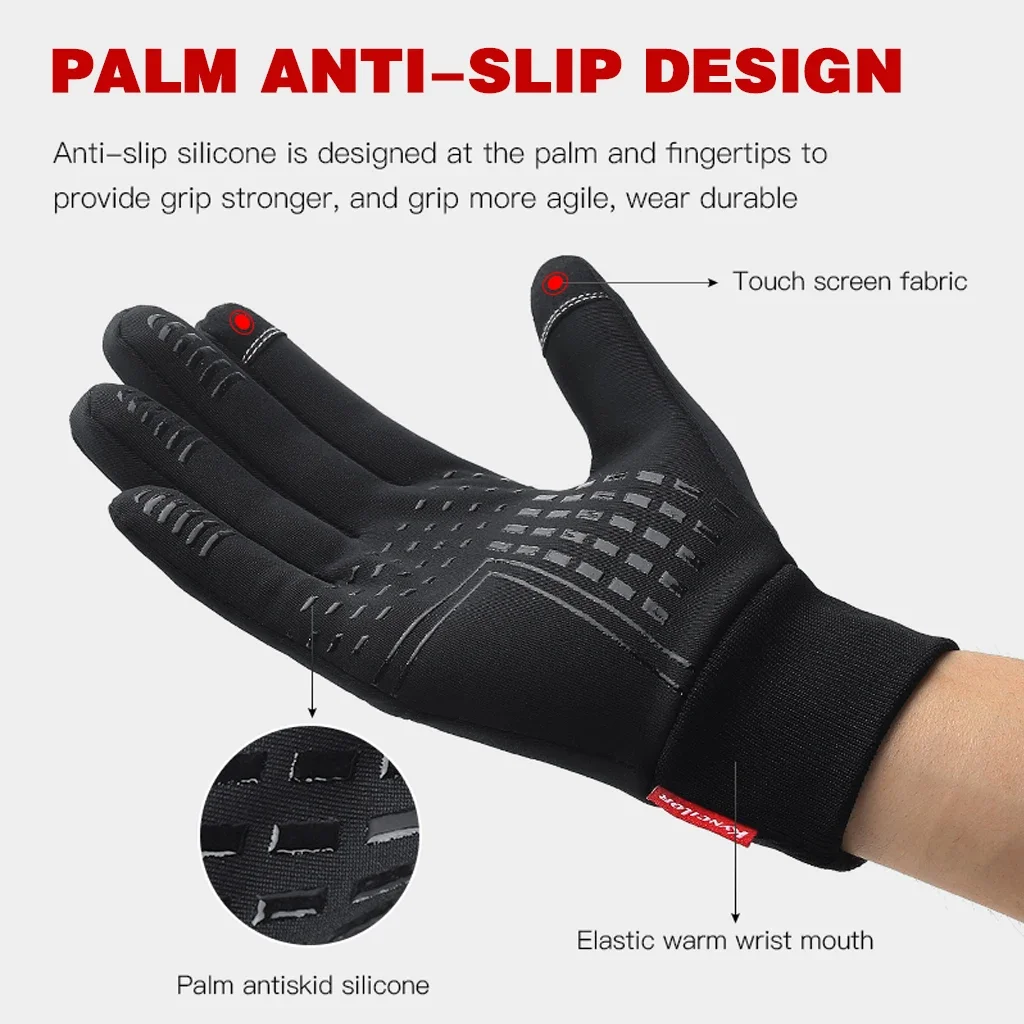 PALM ANTI-SLIP DESIGN
Anti-slip silicone is designed at the palm and fingertips to
provide grip stronger, and grip more agile, wear durable
Touch screen fabric
Kyncilor
Elastic warm wrist mouth
Palm antiskid silicone